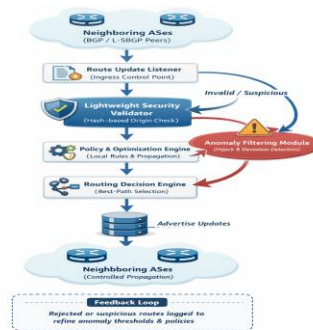 Neighboring ASes
(BGP / L-SBGP Peers)
Route Update Listener
(Ingress Control Point)
Invalid / Suspicious
Lightweight Security
Validator
(Hash-based Origin Check)
Policy & Optimization Engine
(Local Rules & Propagation)
Anomaly Filtering Module
(Hijack & Deviation Detection)
Routing Decision Engine
(Best-Path Selection)
Advertise Updates
Neighbboring ASes
(Controlled Propagation)
Feedback Loop
Rejected or suspicious routes logged to
refine anomaly thresholds & policies